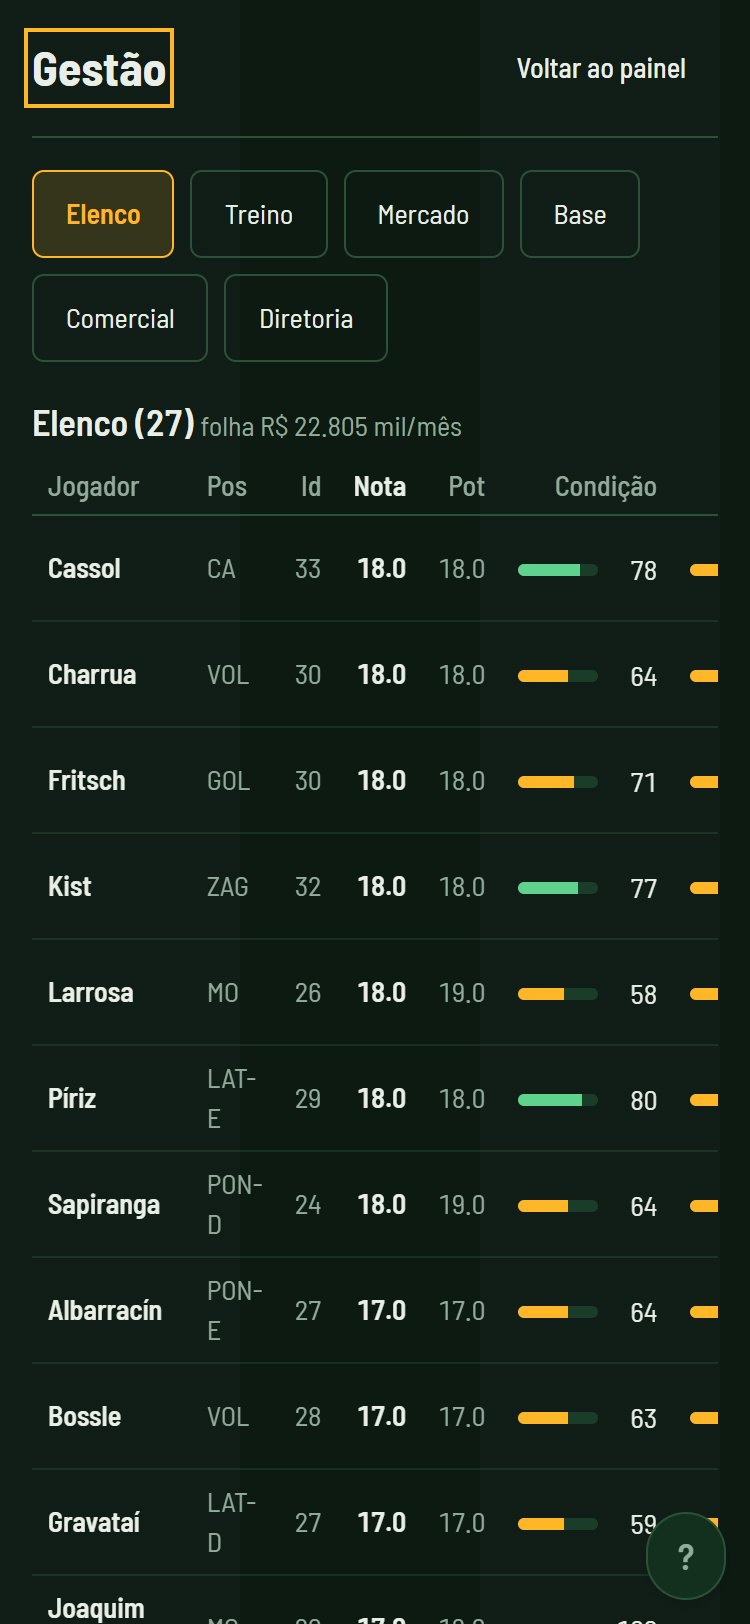 Gestão
Voltar ao painel
Elenco Treino Mercado Base
Comercial Diretoria
Elenco (27) folha R$ 22.805 mil/mês
Jogador Pos Id Nota Pot Condição
Cassol CA 33 18.0 18.0 78
Charrua VOL 30 18.0 18.0 64
Fritsch GOL 30 18.0 18.0 71
Kist ZAG 32 18.0 18.0 77
Larrosa MO 26 18.0 19.0 58
Píriz LAT-E 29 18.0 18.0 80
Sapiranga PON-D 24 18.0 19.0 64
Albarracín PON-E 27 17.0 17.0 64
Bossle VOL 28 17.0 17.0 63
Gravataí LAT-D 27 17.0 17.0 59
?
Joaquim